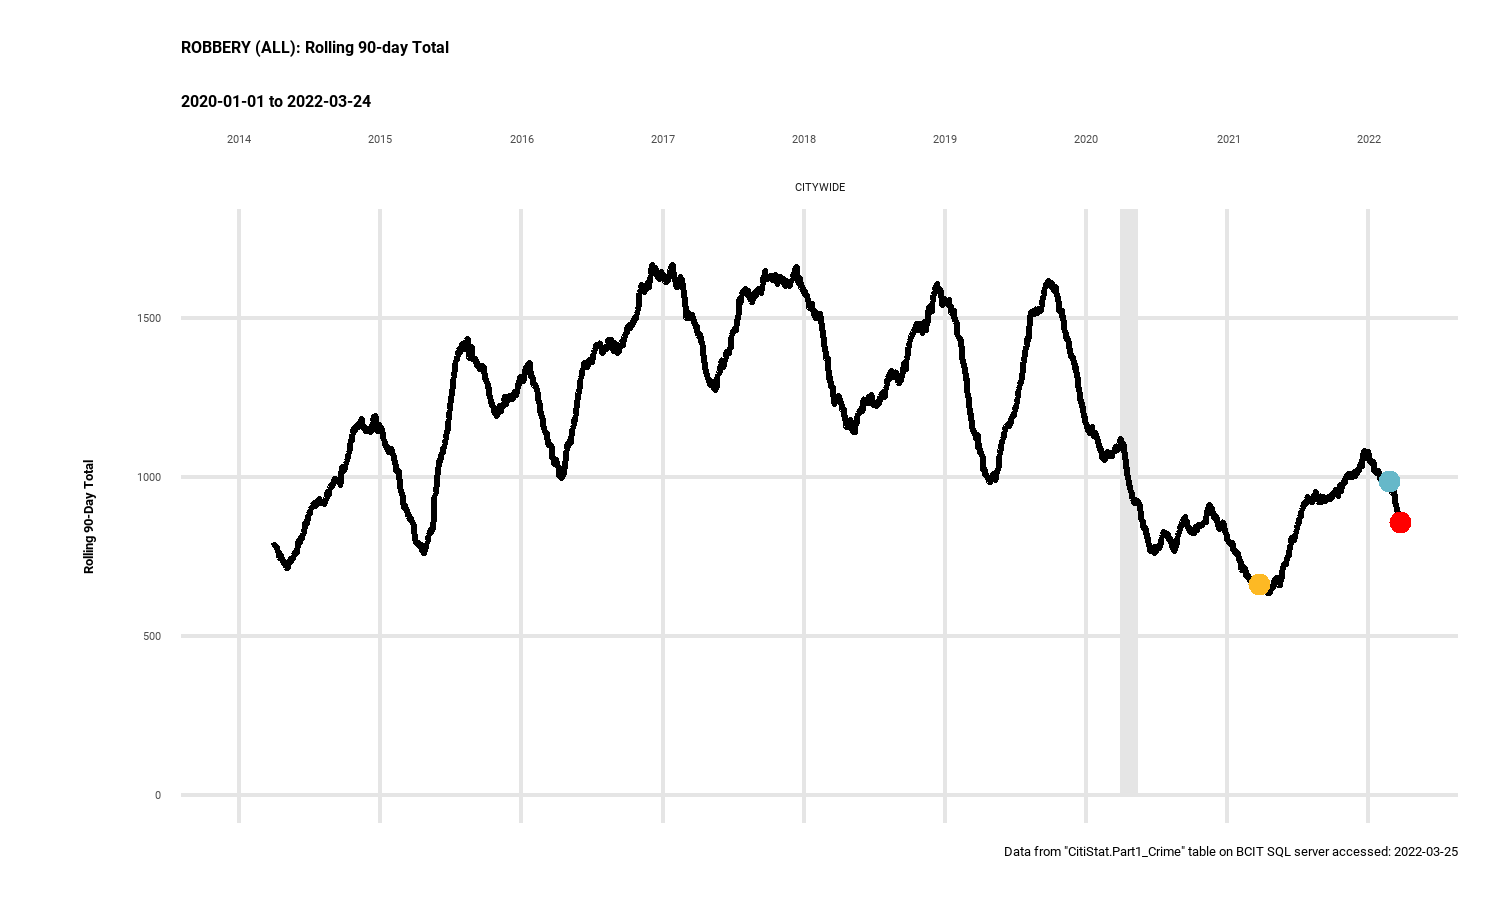 ROBBERY (ALL): Rolling 90-day Total
2020-01-01 to 2022-03-24
2014 2015 2016 2017 2018 2019 2020 2021 2022
CITYWIDE
Rolling 90-Day Total
1500
1000
500
0
Data from "CitiStat.Part1_Crime" table on BCIT SQL server accessed: 2022-03-25